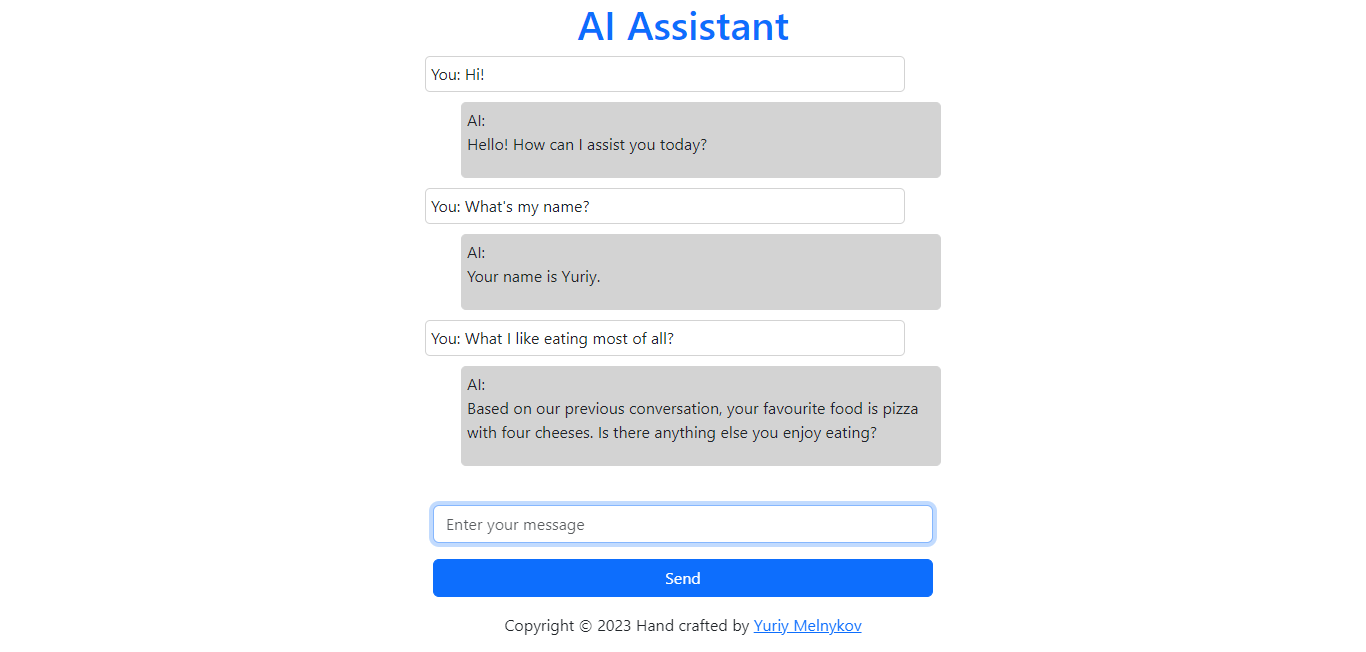 AI Assistant
You: Hi!
AI:
Hello! How can I assist you today?
You: What's my name?
AI:
Your name is Yuriy.
You: What I like eating most of all?
AI:
Based on our previous conversation, your favourite food is pizza
with four cheeses. Is there anything else you enjoy eating?
Enter your message
Send
Copyright © 2023 Hand crafted by Yuriy Melnykov